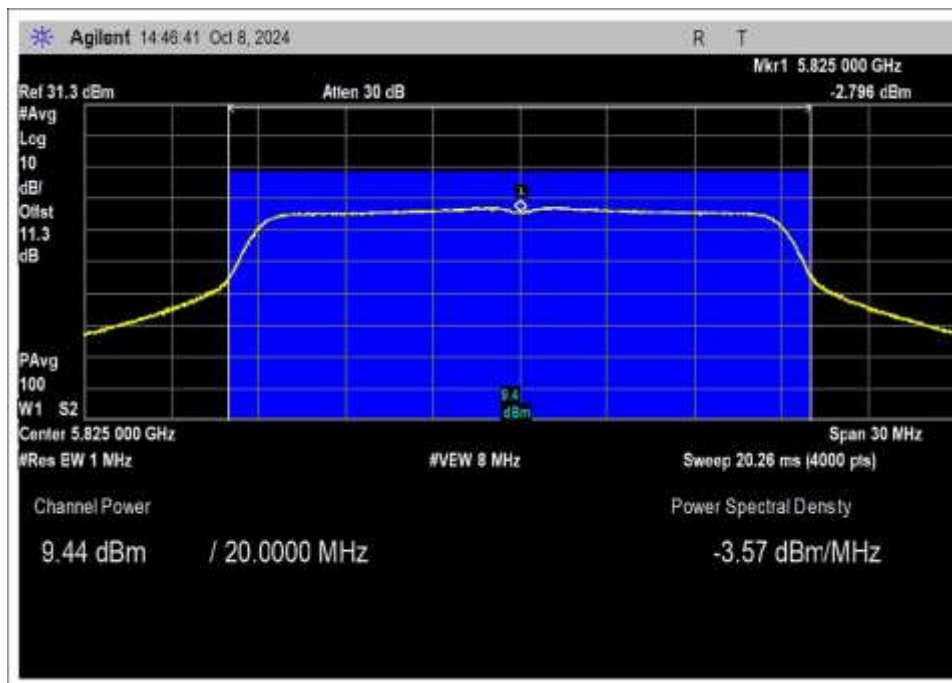 Agilent 14:46:41 Oct 8, 2024 R T
Mkr1 5.825 000 GHz
Ref 31.3 dBm Atten 30 dB -2.796 dBm
#Avg
Log
10
dB/
Offst
11.3
dB
1
PAvg
100
W1 S2
9.4
dBm
Center 5.825 000 GHz Span 30 MHz
#Res BW 1 MHz #VBW 8 MHz Sweep 20.26 ms (4000 pts)
Channel Power Power Spectral Density
9.44 dBm / 20.0000 MHz -3.57 dBm/MHz